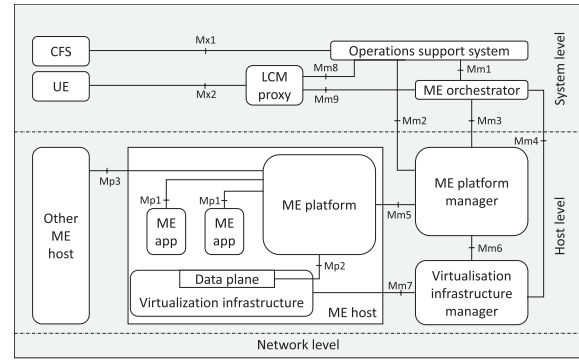 CFS
Mx1
Operations support system
System level
UE
Mx2
LCM
proxy
Mm8
Mm9
Mm1
ME orchestrator
Mm2
Mm3
Mm4
Other
ME
host
Mp3
Mp1
Mp1
ME
app
ME
app
ME platform
Mm5
ME platform
manager
Host level
Mp2
Mm6
Data plane
Virtualization infrastructure
ME host
Mm7
Virtualisation
infrastructure
manager
Network level